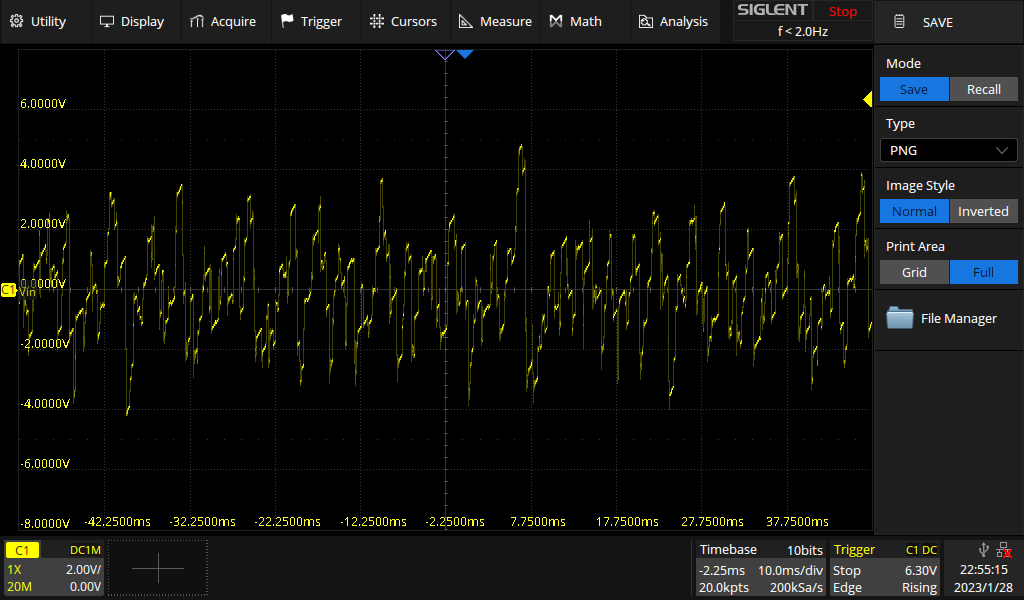 Utility Display Acquire Trigger Cursors Measure Math Analysis
SIGLENT Stop
f < 2.0Hz
SAVE
Mode
Save Recall
Type
PNG
Image Style
Normal Inverted
Print Area
Grid Full
File Manager
6.0000V
4.0000V
2.0000V
0.0000V
C1 Vin
-2.0000V
-4.0000V
-6.0000V
-8.0000V
-42.2500ms -32.2500ms -22.2500ms -12.2500ms -2.2500ms 7.7500ms 17.7500ms 27.7500ms 37.7500ms
C1 DC1M
1X 2.00V/
20M 0.00V
Timebase 10bits
-2.25ms 10.0ms/div
20.0kpts 200kSa/s
Trigger C1 DC
Stop 6.30V
Edge Rising
22:55:15
2023/1/28